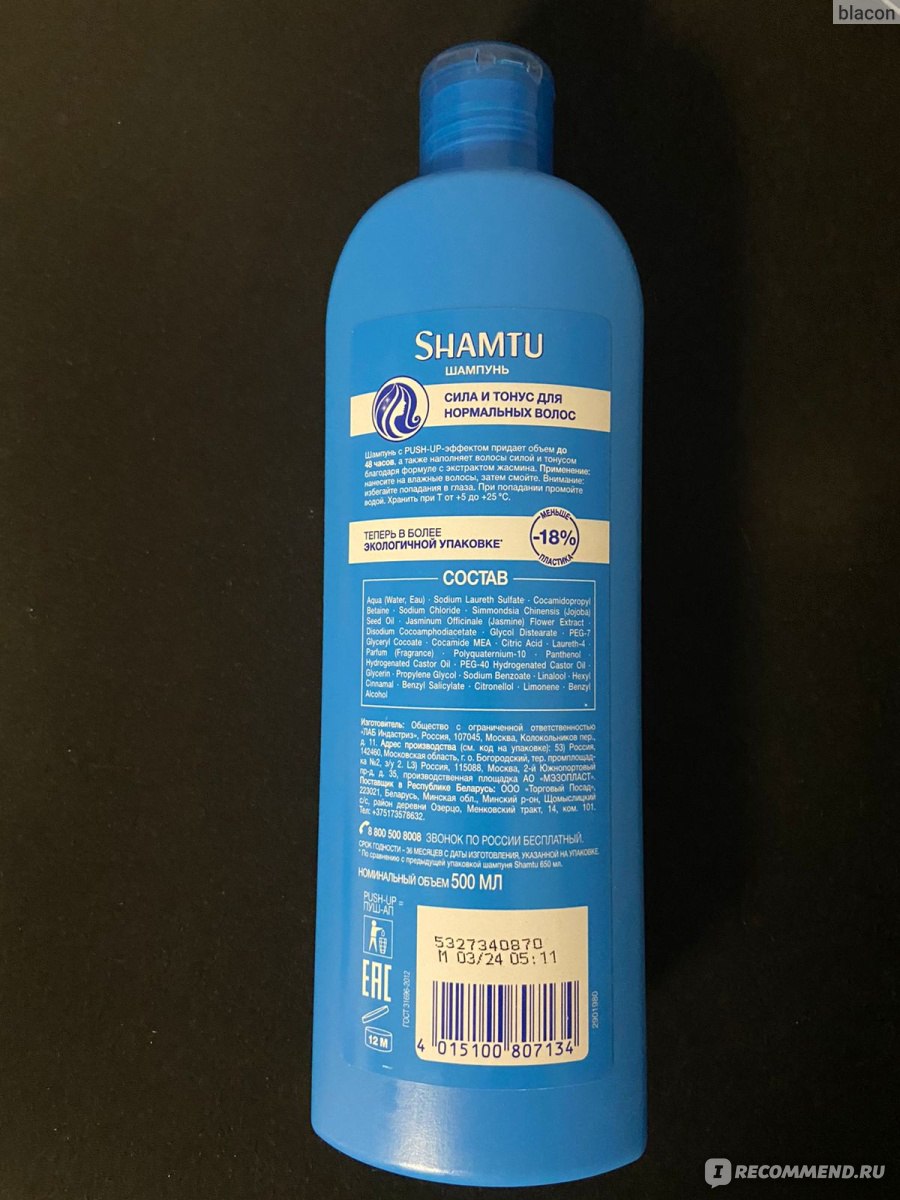 blacon
SHAMTU
ШАМПУНЬ
СИЛА И ТОНУС ДЛЯ
НОРМАЛЬНЫХ ВОЛОС
Шампунь с PUSH-UP-эффектом придает объем до
48 часов, а также наполняет волосы силой и тонусом
благодаря формуле с экстрактом жасмина. Применение:
нанесите на влажные волосы, затем смойте. Внимание:
избегайте попадания в глаза. При попадании промойте
водой. Хранить при Т от +5 до +25 °C.
ТЕПЕРЬ В БОЛЕЕ
ЭКОЛОГИЧНОЙ УПАКОВКЕ*
МЕНЬШЕ
-18%
ПЛАСТИКА
СОСТАВ
Aqua (Water, Eau) · Sodium Laureth Sulfate · Cocamidopropyl
Betaine · Sodium Chloride · Simmondsia Chinensis (Jojoba)
Seed Oil · Jasminum Officinale (Jasmine) Flower Extract ·
Disodium Cocoamphodiacetate · Glycol Distearate · PEG-7
Glyceryl Cocoate · Cocamide MEA · Citric Acid · Laureth-4 ·
Parfum (Fragrance) · Polyquaternium-10 · Panthenol ·
Hydrogenated Castor Oil · PEG-40 Hydrogenated Castor Oil ·
Glycerin · Propylene Glycol · Sodium Benzoate · Linalool · Hexyl
Cinnamal · Benzyl Salicylate · Citronellol · Limonene · Benzyl
Alcohol
Изготовитель: Общество с ограниченной ответственностью
«ЛАБ Индастриз», Россия, 107045, Москва, Колокольников пер.,
д. 11. Адрес производства (см. код на упаковке): 53) Россия,
142460, Московская область, г. о. Богородский, тер. промплощад-
ка №2, з/у 2. L3) Россия, 115088, Москва, 2-й Южнопортовый
пр-д, д. 35, производственная площадка АО «МЭЗОПЛАСТ».
Поставщик в Республике Беларусь: ООО «Торговый Посад»,
223021, Беларусь, Минская обл., Минский р-он, Щомыслицкий
с/с, район деревни Озерцо, Менковский тракт, 14, ком. 101.
Тел: +375173578632.
8 800 500 8008 ЗВОНОК ПО РОССИИ БЕСПЛАТНЫЙ.
СРОК ГОДНОСТИ - 36 МЕСЯЦЕВ С ДАТЫ ИЗГОТОВЛЕНИЯ, УКАЗАННОЙ НА УПАКОВКЕ.
* По сравнению с предыдущей упаковкой шампуня Shamtu 650 мл.
НОМИНАЛЬНЫЙ ОБЪЕМ 500 МЛ
PUSH-UP =
ПУШ-АП
EAC
12 M
ГОСТ 31696-2012
5327340870
M 03/24 05:11
4 015100 807134
2901980
IRECOMMEND.RU